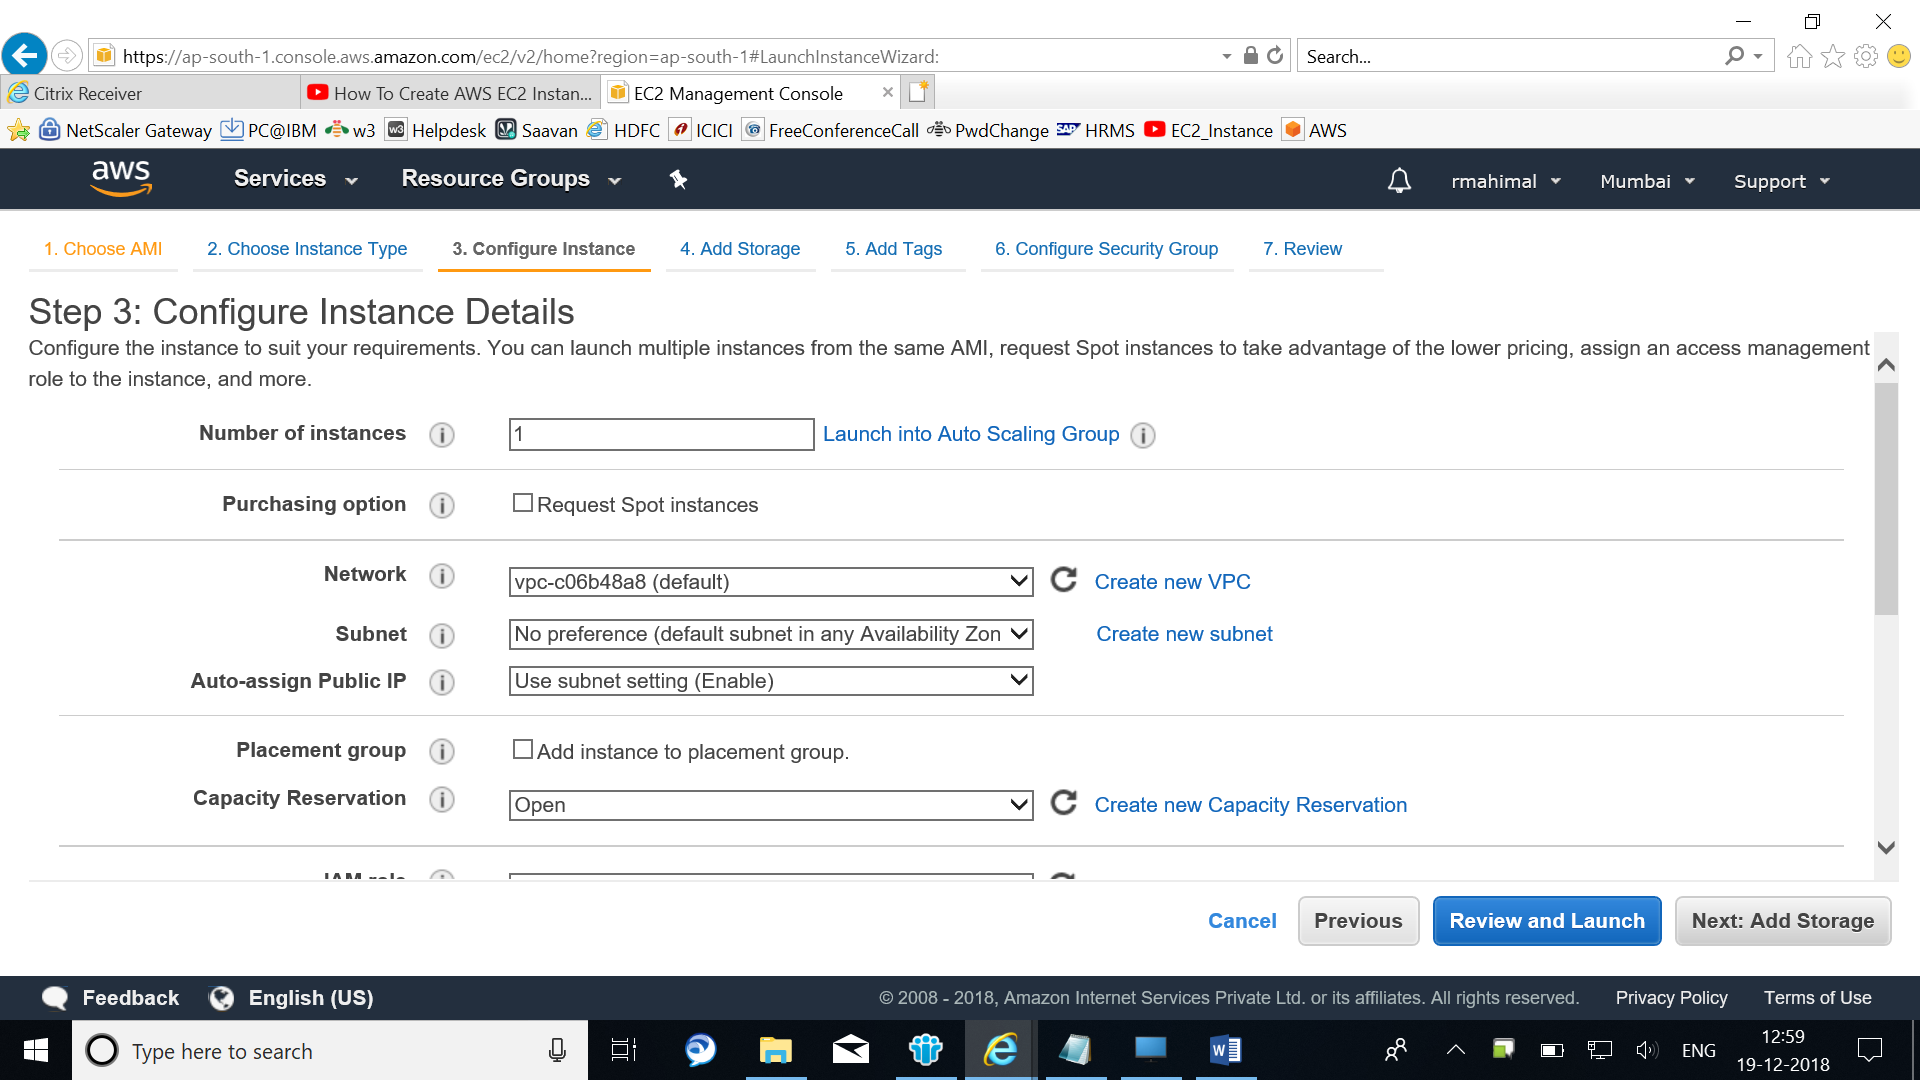 https://ap-south-1.console.aws.amazon.com/ec2/v2/home?region=ap-south-1#LaunchInstanceWizard:
Search...
Citrix Receiver
How To Create AWS EC2 Instan...
EC2 Management Console
NetScaler Gateway PC@IBM w3 Helpdesk Saavan HDFC ICICI FreeConferenceCall PwdChange HRMS EC2_Instance AWS
aws Services Resource Groups rmahimal Mumbai Support
1. Choose AMI 2. Choose Instance Type 3. Configure Instance 4. Add Storage 5. Add Tags 6. Configure Security Group 7. Review
Step 3: Configure Instance Details
Configure the instance to suit your requirements. You can launch multiple instances from the same AMI, request Spot instances to take advantage of the lower pricing, assign an access management
role to the instance, and more.
Number of instances 1 Launch into Auto Scaling Group
Purchasing option Request Spot instances
Network vpc-c06b48a8 (default) Create new VPC
Subnet No preference (default subnet in any Availability Zon Create new subnet
Auto-assign Public IP Use subnet setting (Enable)
Placement group Add instance to placement group.
Capacity Reservation Open Create new Capacity Reservation
IAM role
Cancel Previous Review and Launch Next: Add Storage
Feedback English (US) © 2008 - 2018, Amazon Internet Services Private Ltd. or its affiliates. All rights reserved. Privacy Policy Terms of Use
Type here to search
ENG
12:59
19-12-2018